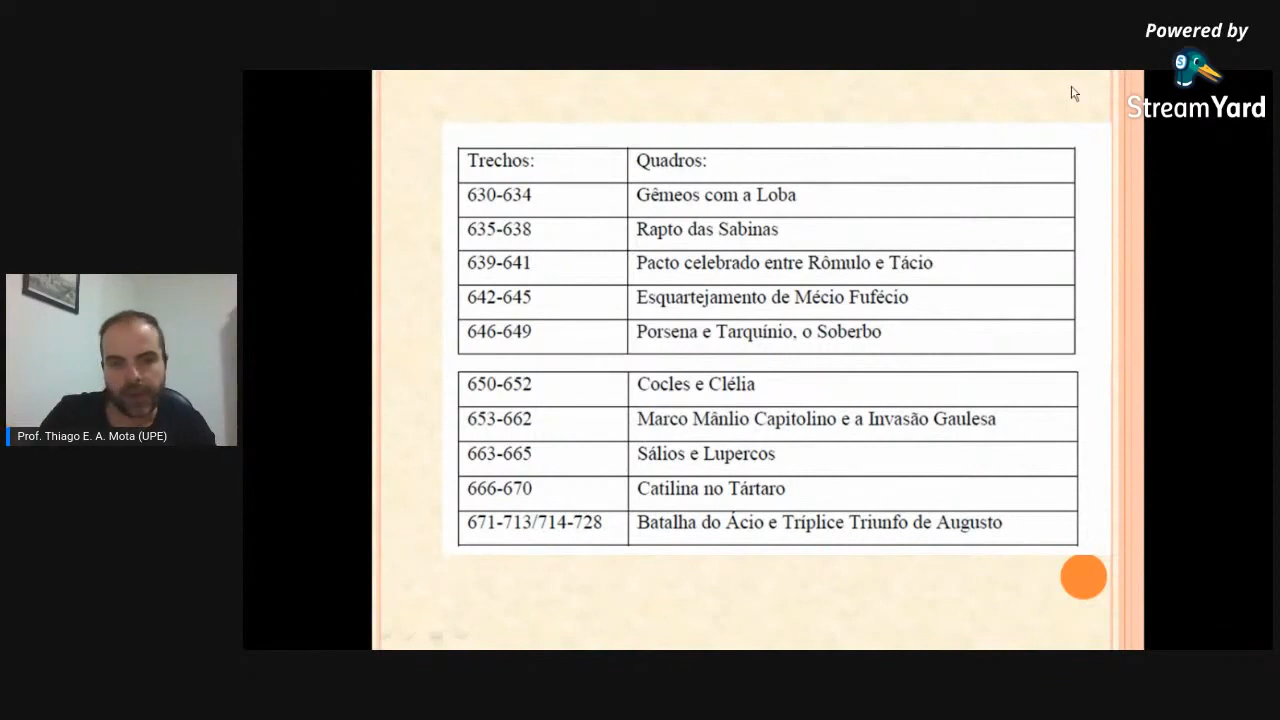 Powered by
StreamYard
Trechos: Quadros:
630-634 Gêmeos com a Loba
635-638 Rapto das Sabinas
639-641 Pacto celebrado entre Rômulo e Tácio
642-645 Esquartejamento de Mécio Fufécio
646-649 Porsena e Tarquínio, o Soberbo
650-652 Cocles e Clélia
653-662 Marco Mânlio Capitolino e a Invasão Gaulesa
663-665 Sálios e Lupercos
666-670 Catilina no Tártaro
671-713/714-728 Batalha do Ácio e Tríplice Triunfo de Augusto
Prof. Thiago E. A. Mota (UPE)